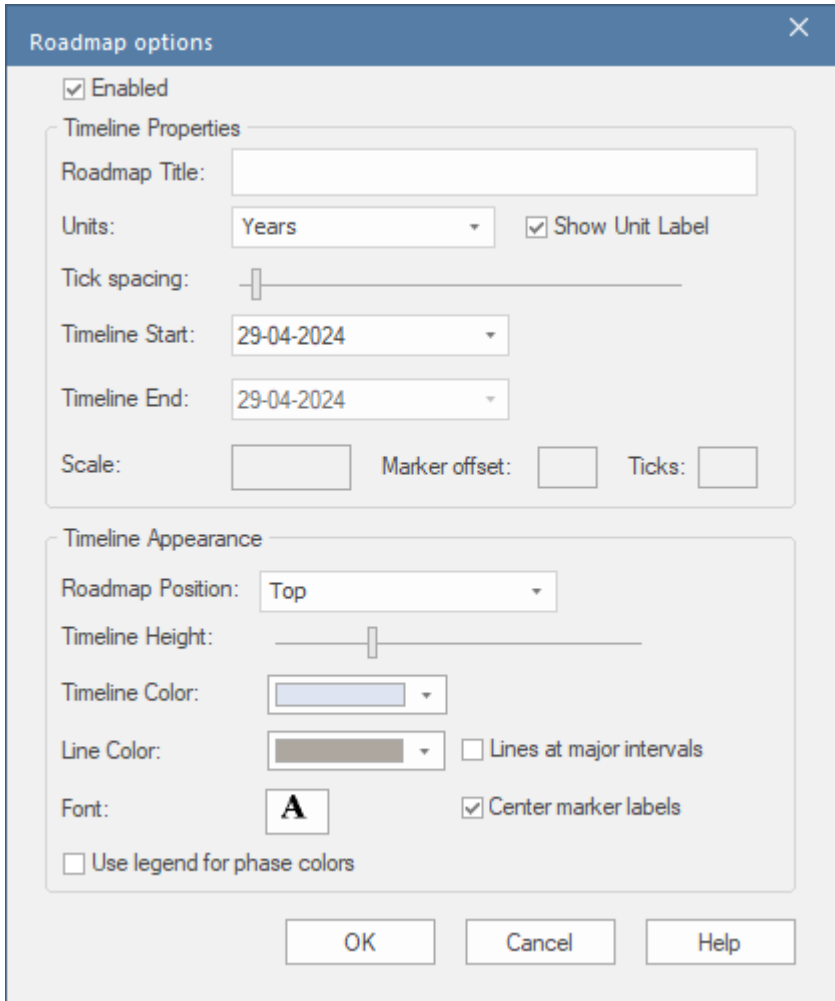 Roadmap options
Enabled
Timeline Properties
Roadmap Title:
Units: Years Show Unit Label
Tick spacing:
Timeline Start: 29-04-2024
Timeline End: 29-04-2024
Scale: Marker offset: Ticks:
Timeline Appearance
Roadmap Position: Top
Timeline Height:
Timeline Color:
Line Color: Lines at major intervals
Font: A Center marker labels
Use legend for phase colors
OK Cancel Help